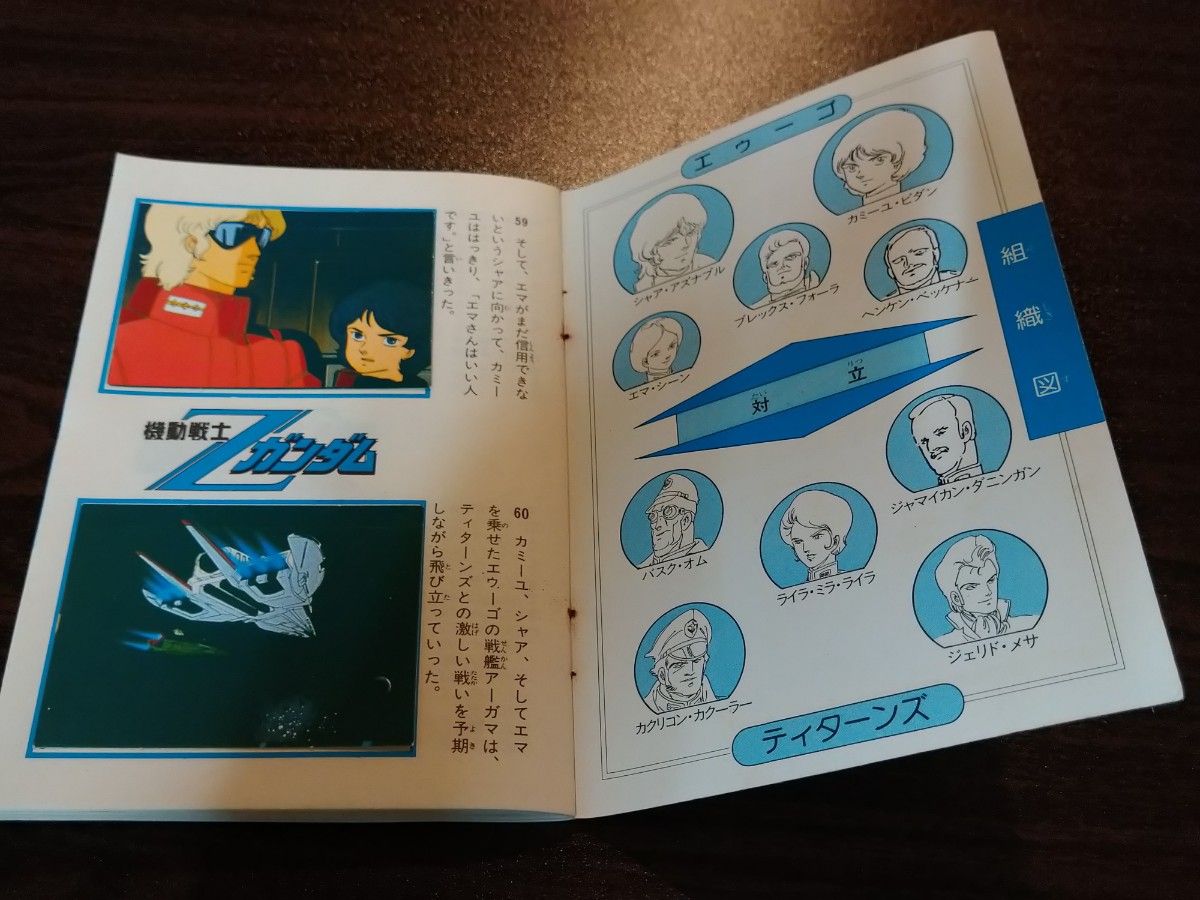 59 そして、エマがまだ信用できな
いというシャアに向かって、カミー
ユははっきり、「エマさんはいい人
です。」と言いきった。
機動戦士
Zガンダム
60 カミーユ、シャア、そしてエマ
を乗せたエゥーゴの戦艦アーガマは、
ティターンズとの激しい戦いを予期
しながら飛び立っていった。
組織図
エゥーゴ
カミーユ・ビダン
シャア・アズナブル
ブレックス・フォーラ
ヘンケン・ベッケナー
エマ・シーン
対立
ジャマイカン・ダニンガン
バスク・オム
ライラ・ミラ・ライラ
ジェリド・メサ
カクリコン・カクーラー
ティターンズ